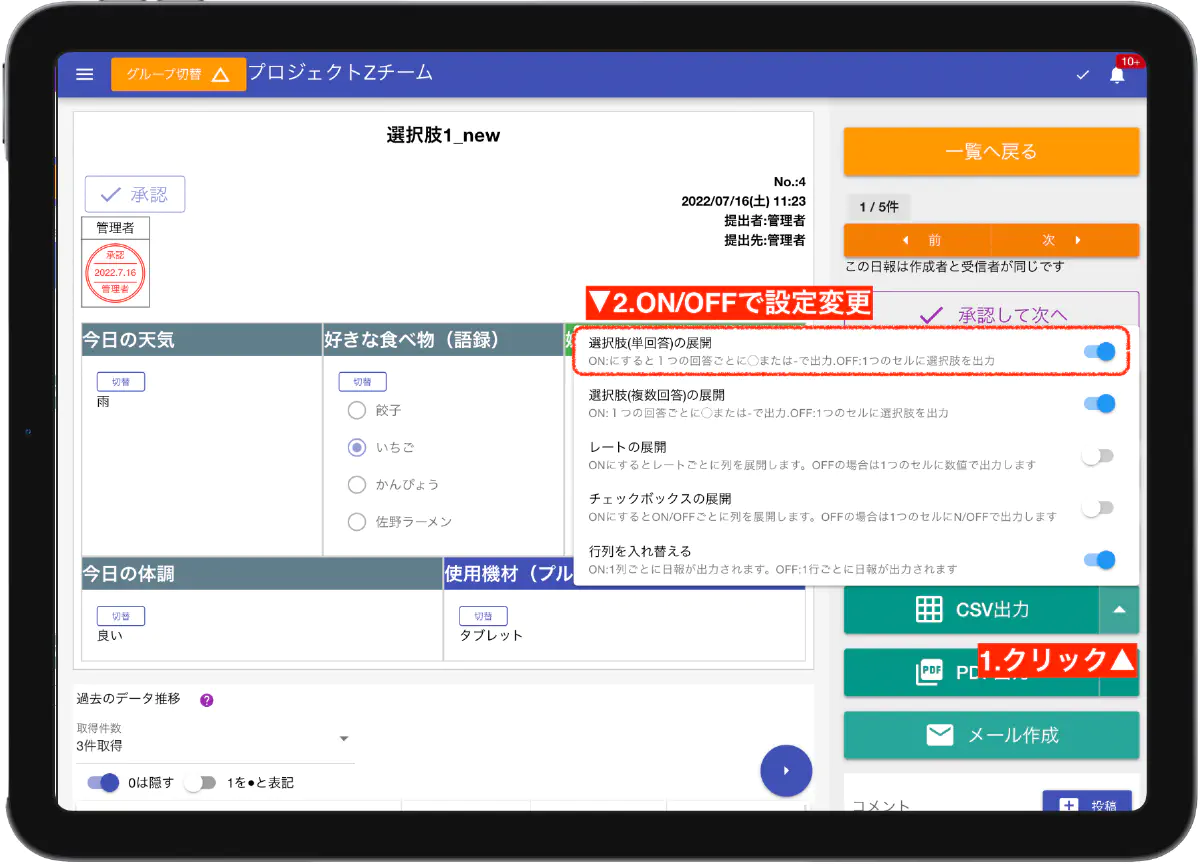 グループ切替
プロジェクトZチーム
10+
選択肢1_new
承認
No.:4
2022/07/16(土) 11:23
提出者:管理者
提出先:管理者
管理者
承認
2022.7.16
管理者
一覧へ戻る
1 / 5件
前
次
この日報は作成者と受信者が同じです
承認して次へ
▼2.ON/OFFで設定変更
今日の天気
切替
雨
好きな食べ物（語録）
切替
餃子
いちご
かんぴょう
佐野ラーメン
選択肢(単回答)の展開
ON:にすると１つの回答ごとに◯または-で出力.OFF:1つのセルに選択肢を出力
選択肢(複数回答)の展開
ON:１つの回答ごとに◯または-で出力.OFF:1つのセルに選択肢を出力
レートの展開
ONにするとレートごとに列を展開します。OFFの場合は1つのセルに数値で出力します
チェックボックスの展開
ONにするとON/OFFごとに列を展開します。OFFの場合は1つのセルにN/OFFで出力します
行列を入れ替える
ON:1列ごとに日報が出力されます。OFF:1行ごとに日報が出力されます
今日の体調
切替
良い
使用機材（プル
切替
タブレット
CSV出力
1.クリック▲
PDF
メール作成
過去のデータ推移
?
取得件数
3件取得
0は隠す
1を●と表記
コメント
投稿